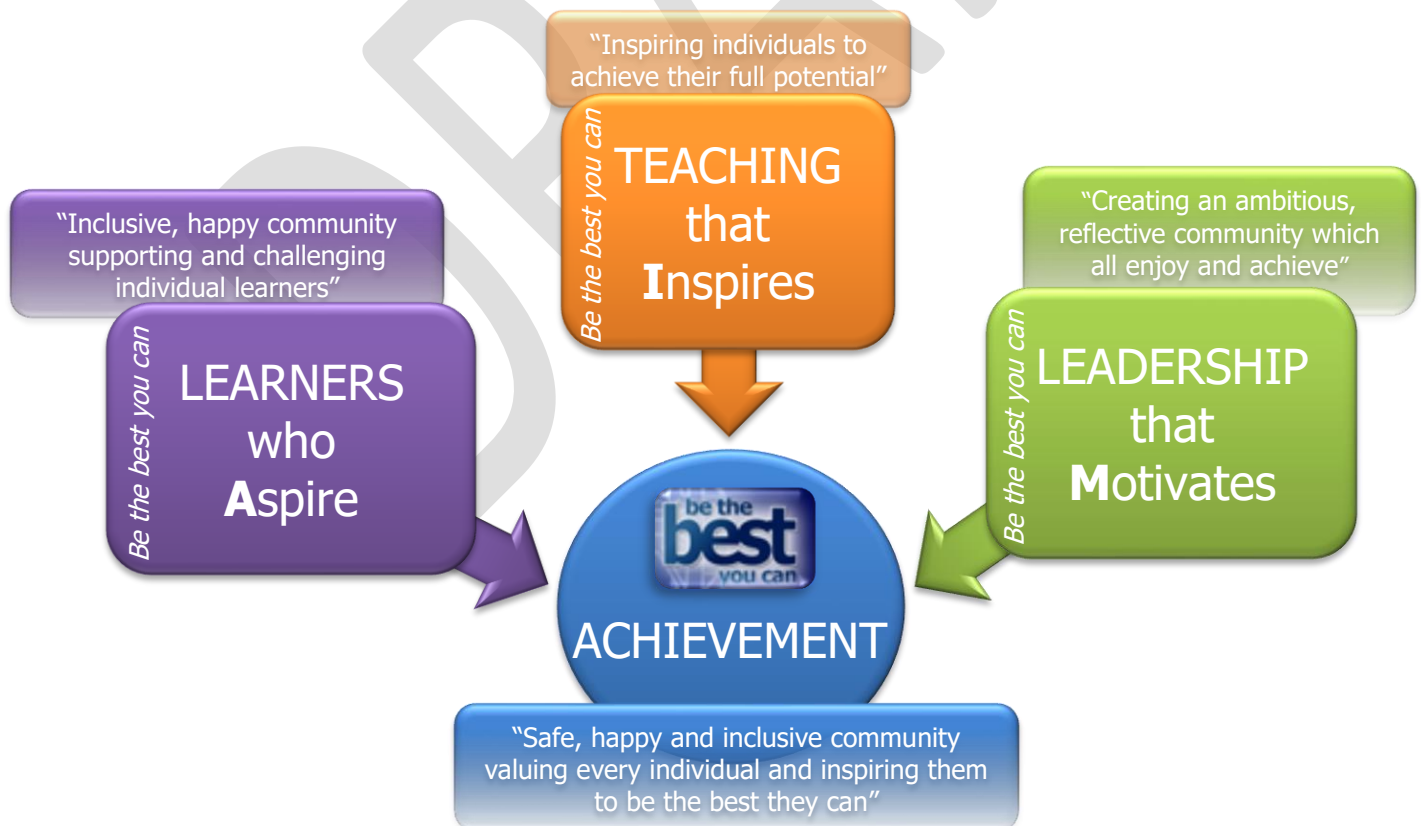 “Inspiring individuals to
achieve their full potential”
Be the best you can
TEACHING
that
Inspires
“Inclusive, happy community
supporting and challenging
individual learners”
Be the best you can
LEARNERS
who
Aspire
“Creating an ambitious,
reflective community which
all enjoy and achieve”
Be the best you can
LEADERSHIP
that
Motivates
be the
best
you can
ACHIEVEMENT
“Safe, happy and inclusive community
valuing every individual and inspiring them
to be the best they can”